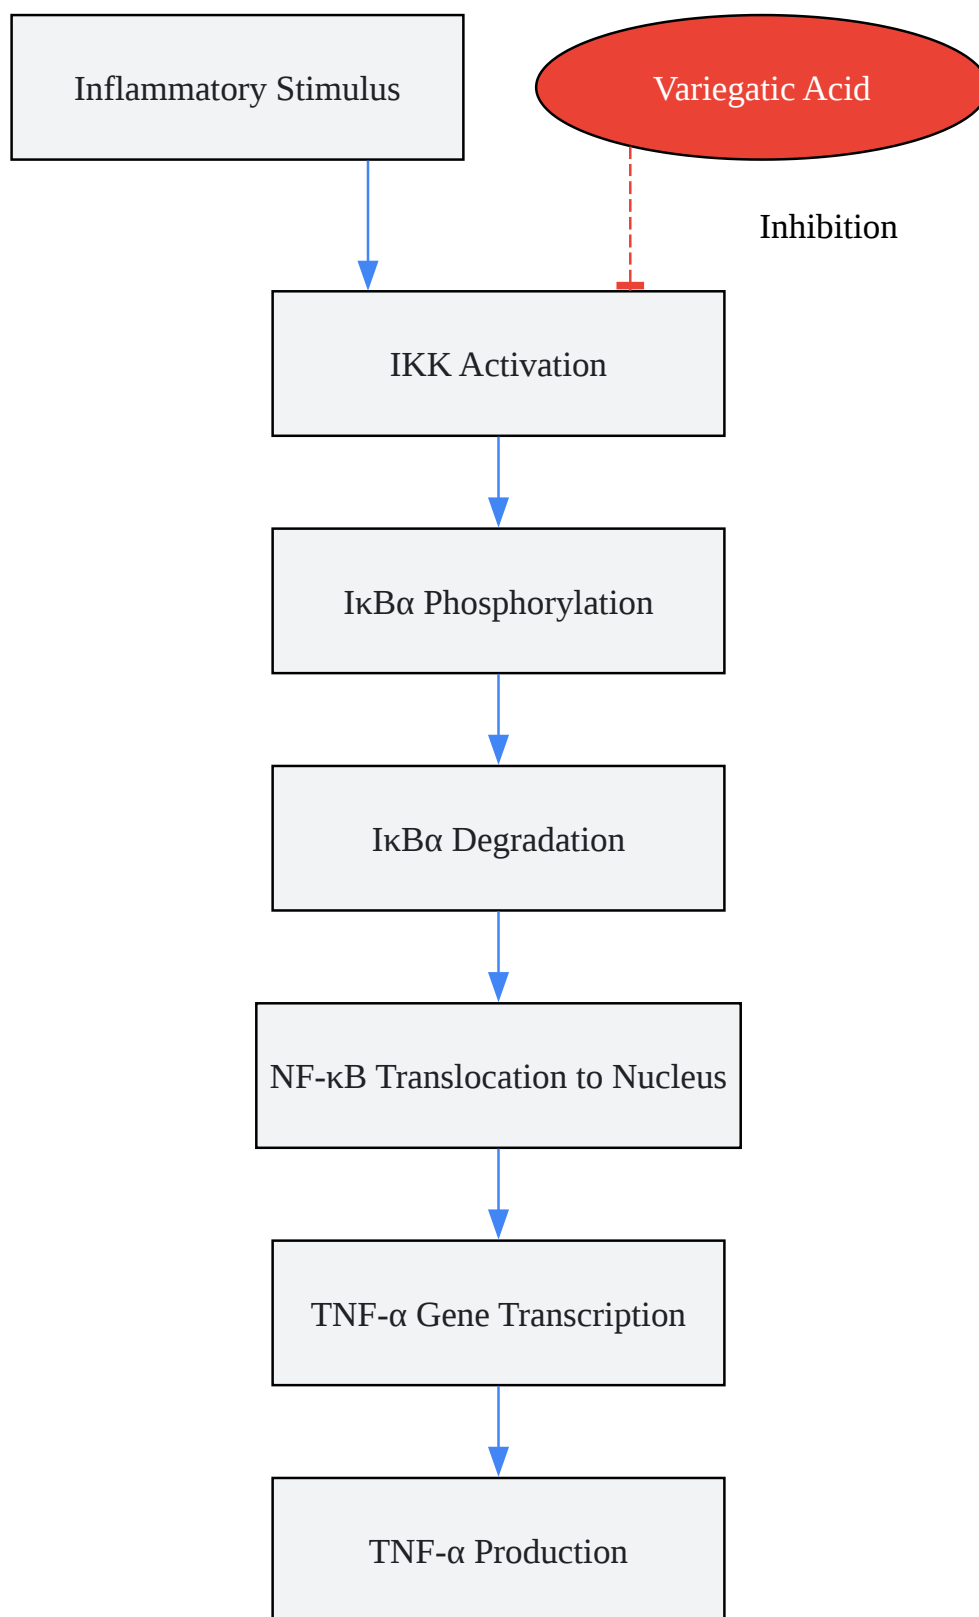 Inflammatory Stimulus
Variegatic Acid
Inhibition
IKK Activation
IκBα Phosphorylation
IκBα Degradation
NF-κB Translocation to Nucleus
TNF-α Gene Transcription
TNF-α Production